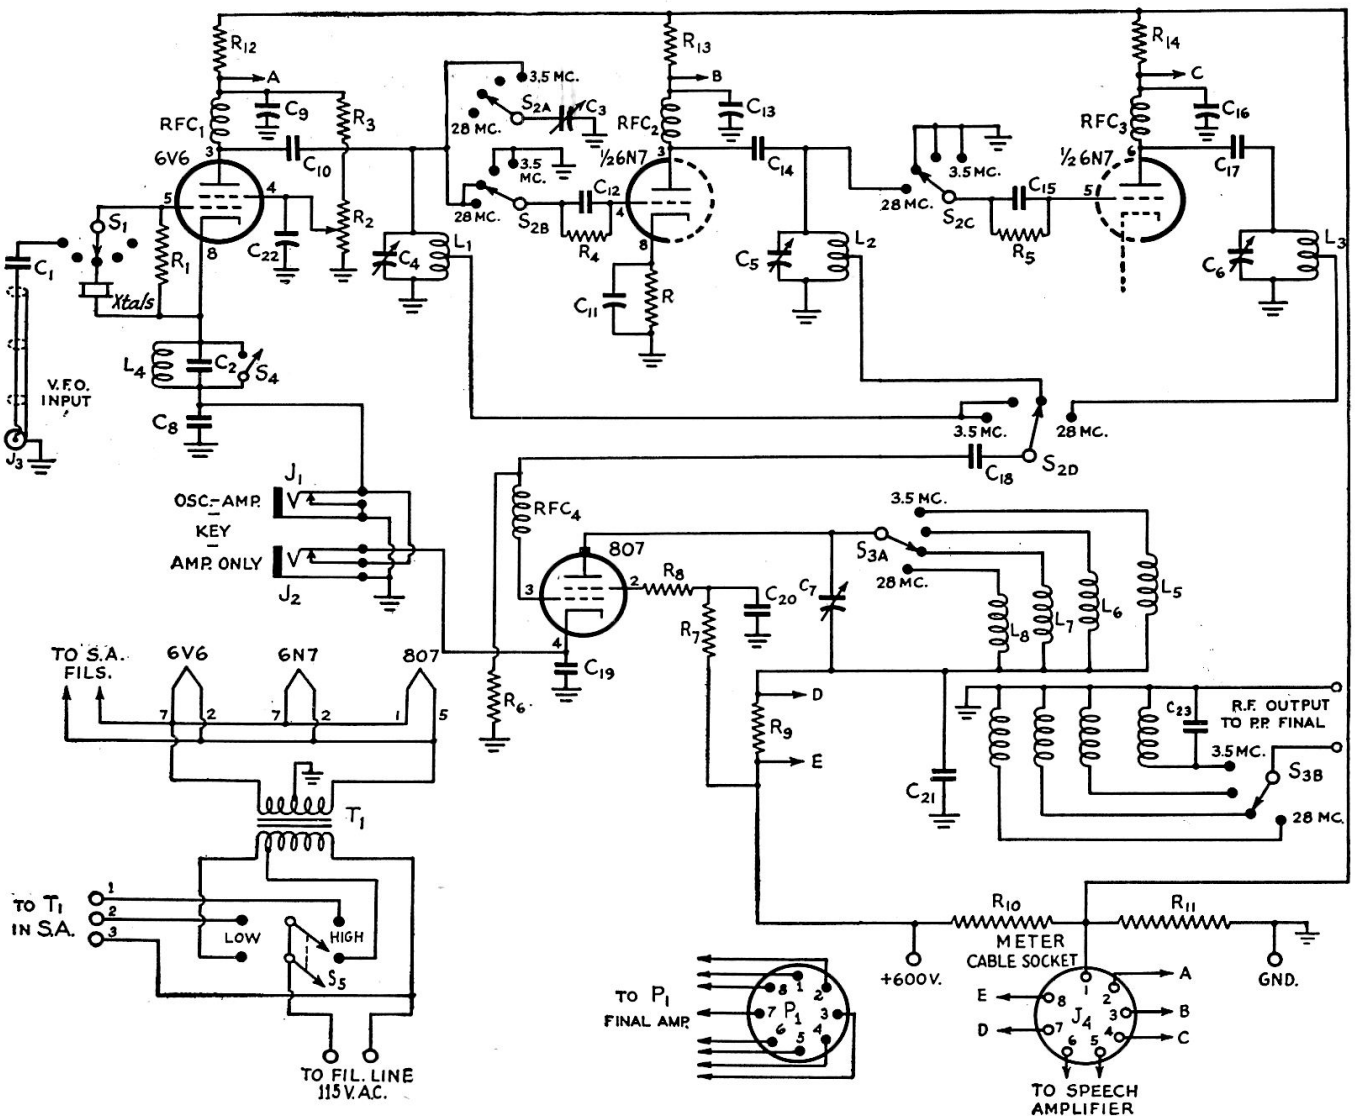 R12
R13
R14
A
B
C
3.5 MC.
S2A
C3
28 MC.
C9
R3
RFC1
C13
RFC2
C16
RFC3
6V6
3
C10
3.5
MC.
½6N7
3
C14
3.5 MC.
½6N7
6
C17
5
4
S1
R1
C22
R2
8
28 MC.
S2B
C12
R4
4
8
28 MC.
S2C
C15
R5
5
C1
Xtals
C4
L1
C11
R
C5
L2
C6
L3
L4
C2
S4
V.F.O.
INPUT
C8
J3
3.5 MC.
28 MC.
C18
S2D
J1
OSC.-AMP.
KEY
AMP. ONLY
J2
RFC4
807
3
2
4
R8
R7
C20
C7
C19
R6
3.5 MC.
S3A
28 MC.
L8
L7
L6
L5
TO S.A.
FILS.
6V6
6N7
807
7
2
7
2
1
5
D
R9
E
C21
C23
R.F. OUTPUT
TO P.P. FINAL
3.5 MC.
S3B
28 MC.
T1
TO T1
IN S.A.
1
2
3
LOW
HIGH
S5
TO FIL. LINE
115 V. A.C.
R10
R11
METER
CABLE SOCKET
+600 V.
GND.
TO P1
FINAL AMP.
P1
1
2
3
4
5
6
7
8
J4
1
2
3
4
5
6
7
8
A
B
C
D
E
TO SPEECH
AMPLIFIER